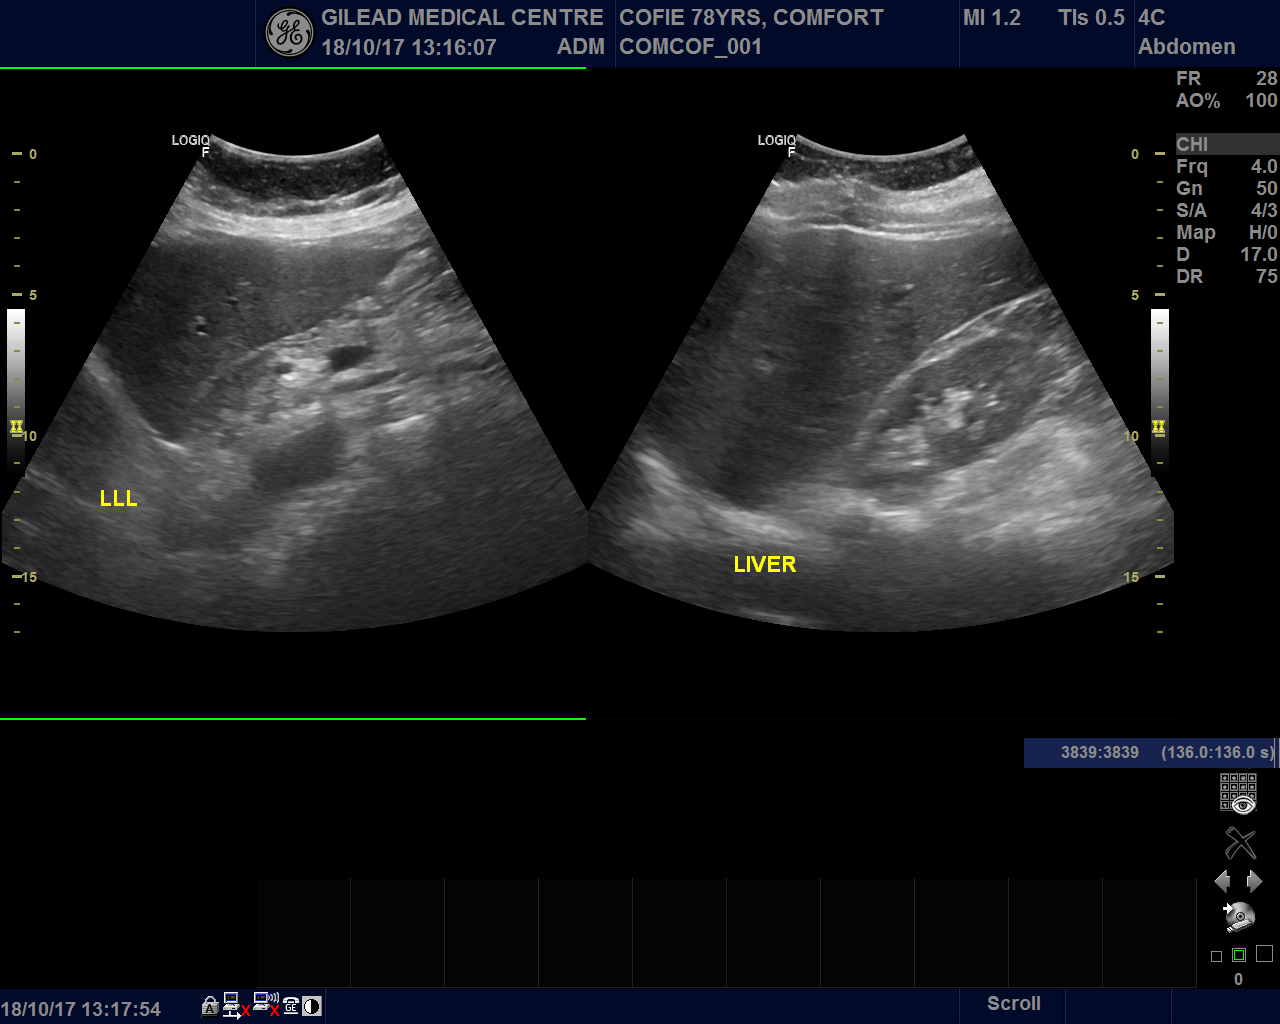 GILEAD MEDICAL CENTRE
18/10/17 13:16:07 ADM
COFIE 78YRS, COMFORT
COMCOF_001
MI 1.2 TIs 0.5
4C
Abdomen
FR 28
AO% 100
CHI
Frq 4.0
Gn 50
S/A 4/3
Map H/0
D 17.0
DR 75
LOGIQ
F
0
5
10
15
LLL
LOGIQ
F
0
5
10
15
LIVER
3839:3839 (136.0:136.0 s)
0
18/10/17 13:17:54
A
GE
Scroll